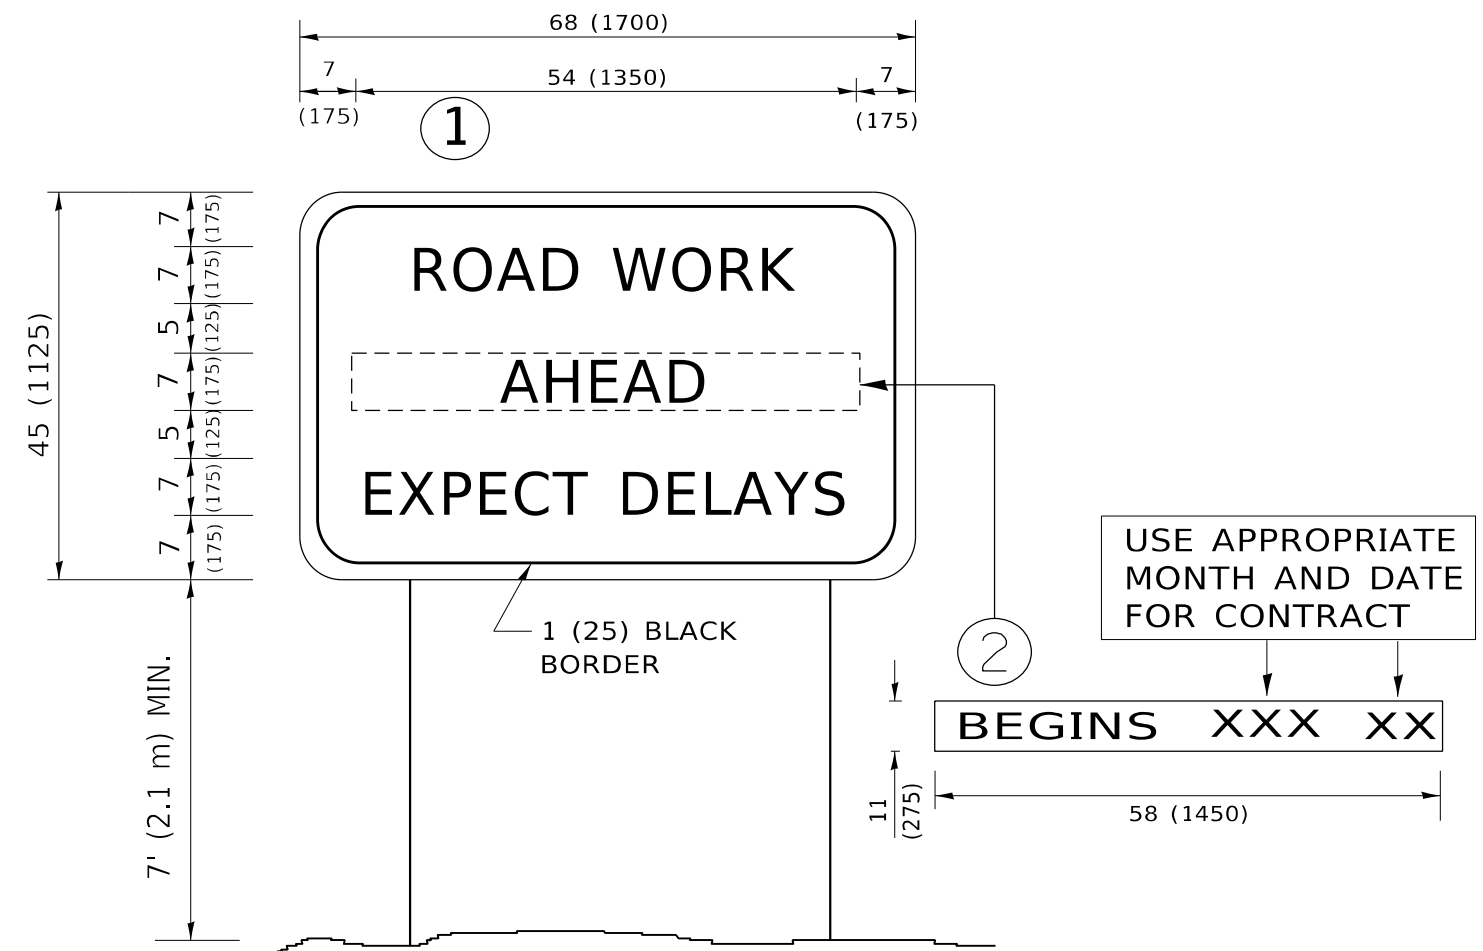 68 (1700)
7
54 (1350)
7
(175)
(175)
1
7
(175)
7
(175)
5
(125)
7
(175)
5
(125)
7
(175)
7
(175)
45 (1125)
ROAD WORK
AHEAD
EXPECT DELAYS
1 (25) BLACK
BORDER
7' (2.1 m) MIN.
USE APPROPRIATE
MONTH AND DATE
FOR CONTRACT
2
BEGINS XXX XX
11
(275)
58 (1450)